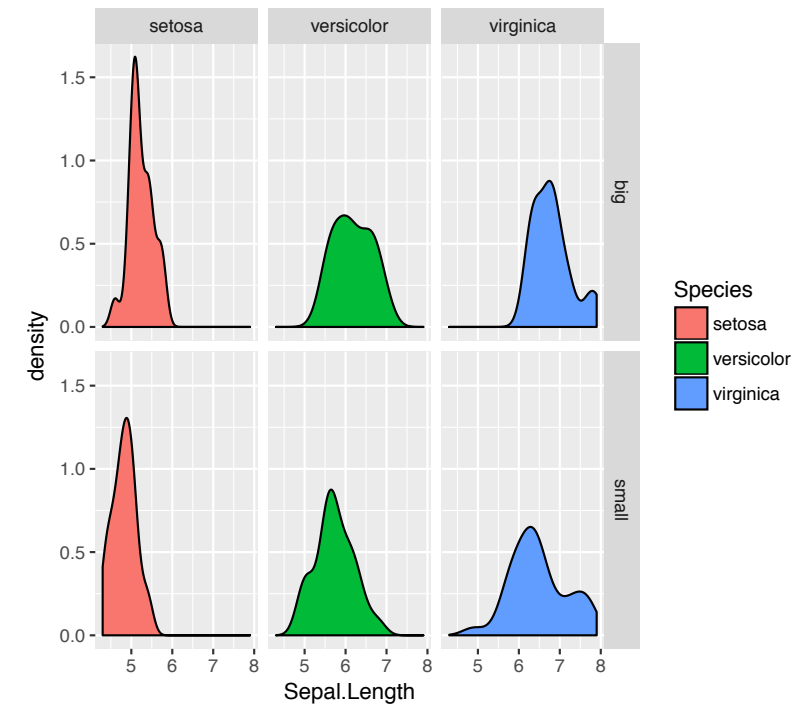 setosa versicolor virginica
1.5
1.0
0.5
0.0
big
density
1.5
1.0
0.5
0.0
small
5 6 7 8 5 6 7 8 5 6 7 8
Sepal.Length
Species
setosa
versicolor
virginica